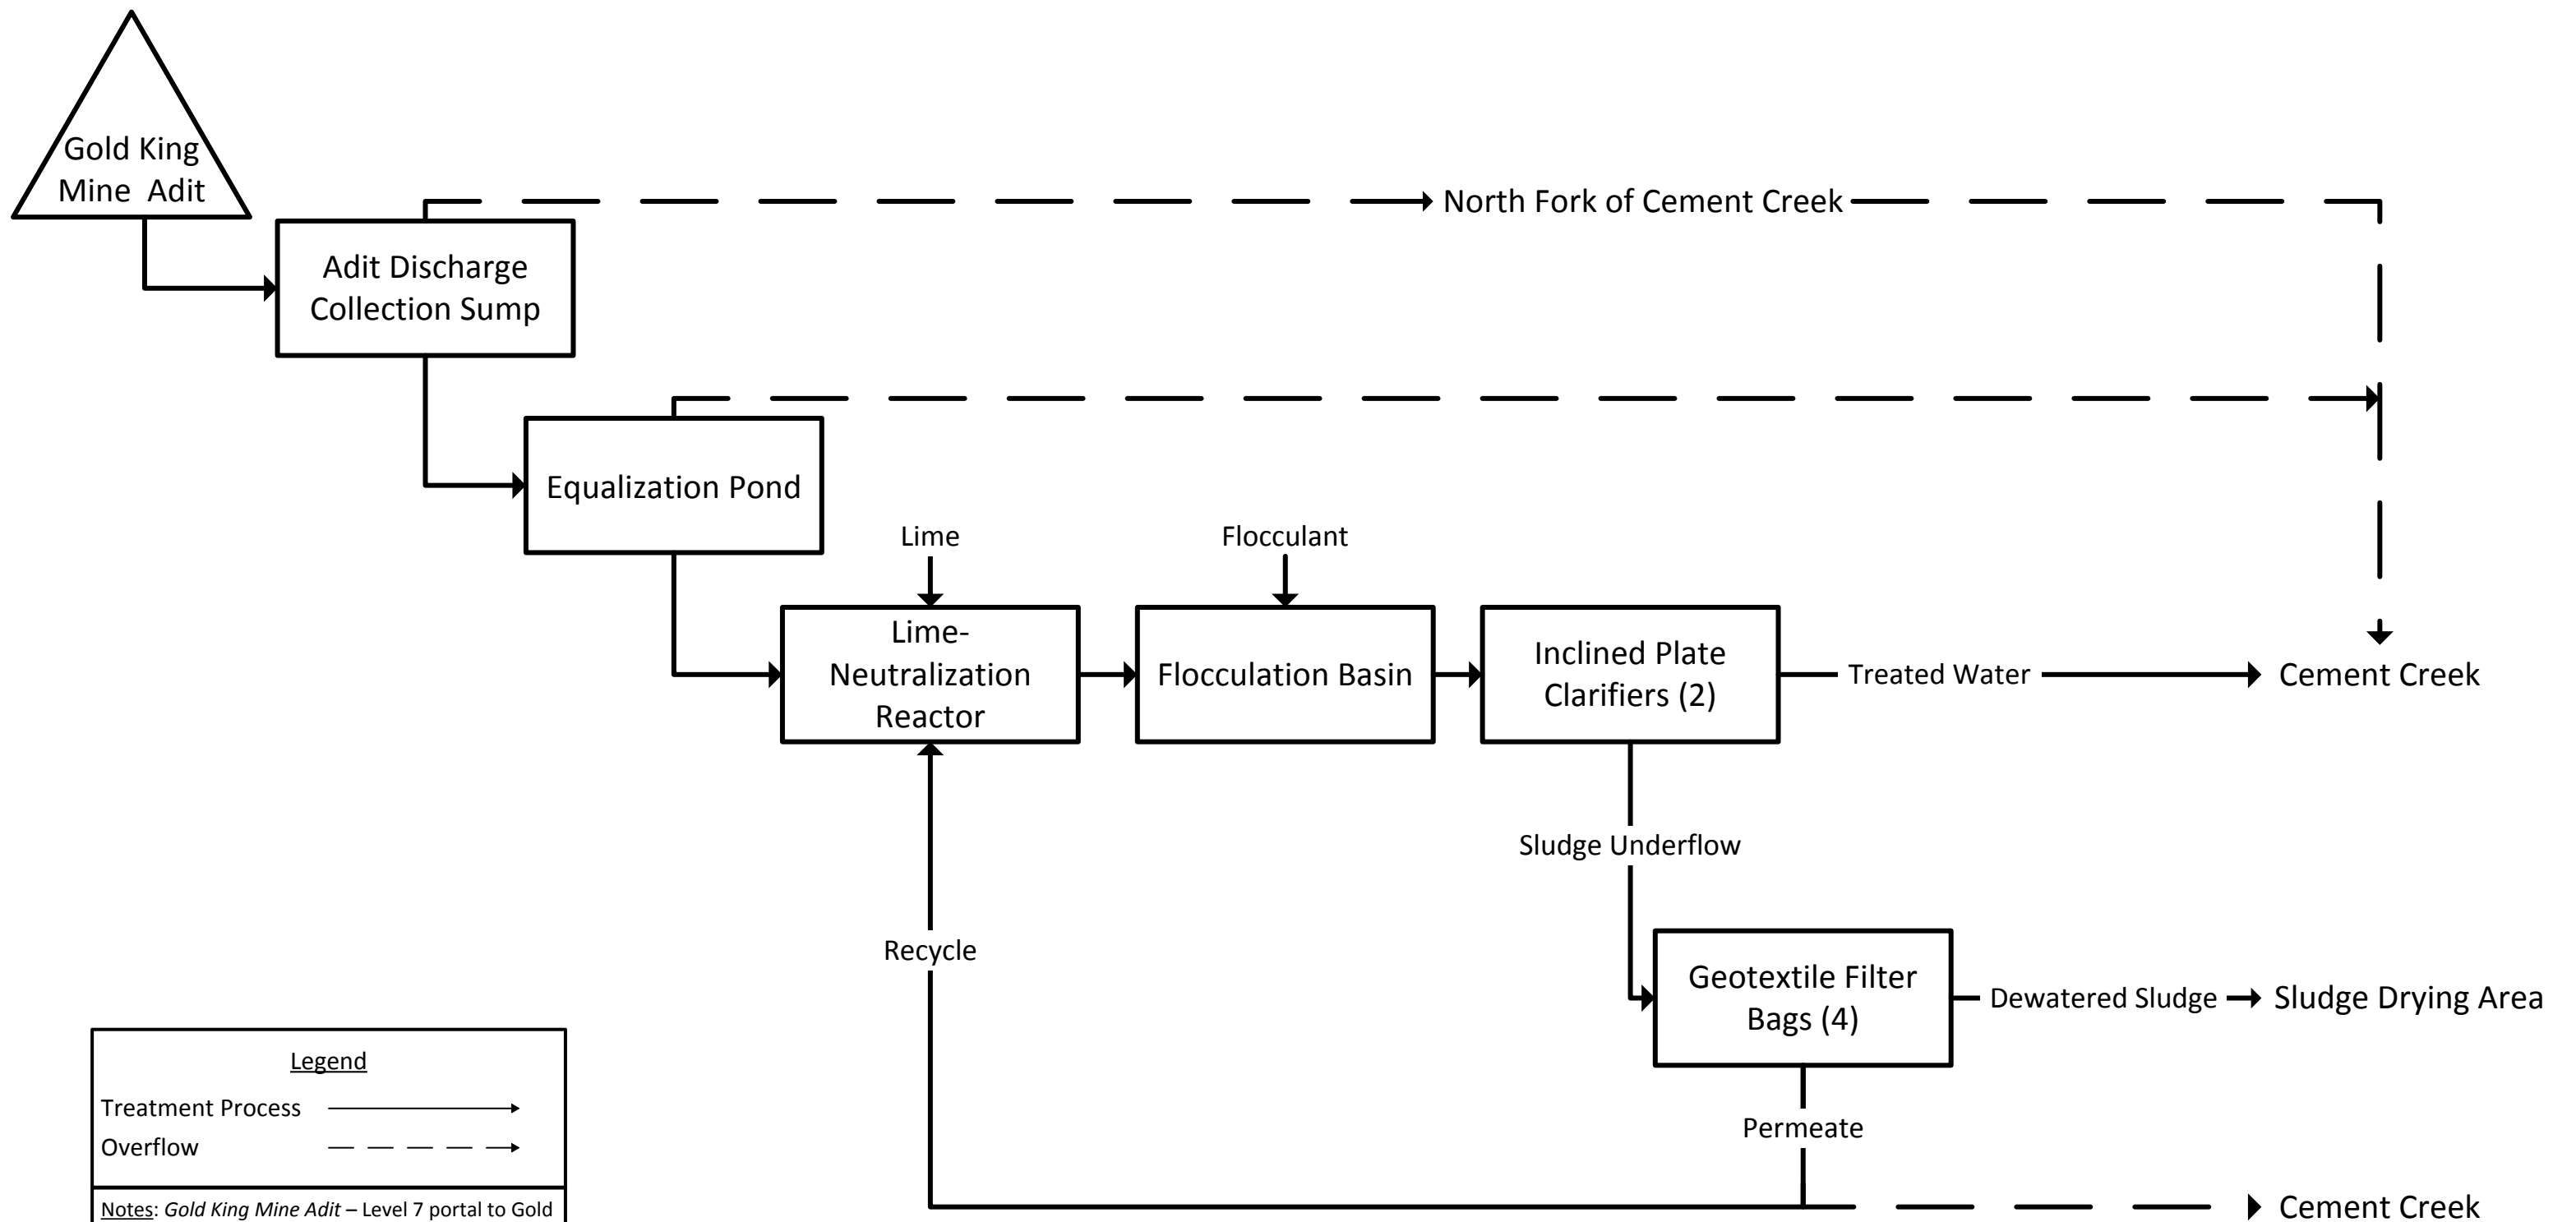 Gold King
Mine Adit
North Fork of Cement Creek
Adit Discharge
Collection Sump
Equalization Pond
Lime
Flocculant
Lime-
Neutralization
Reactor
Flocculation Basin
Inclined Plate
Clarifiers (2)
Treated Water
Cement Creek
Sludge Underflow
Recycle
Geotextile Filter
Bags (4)
Dewatered Sludge
Sludge Drying Area
Permeate
Cement Creek
Legend
Treatment Process
Overflow
Notes: Gold King Mine Adit – Level 7 portal to Gold